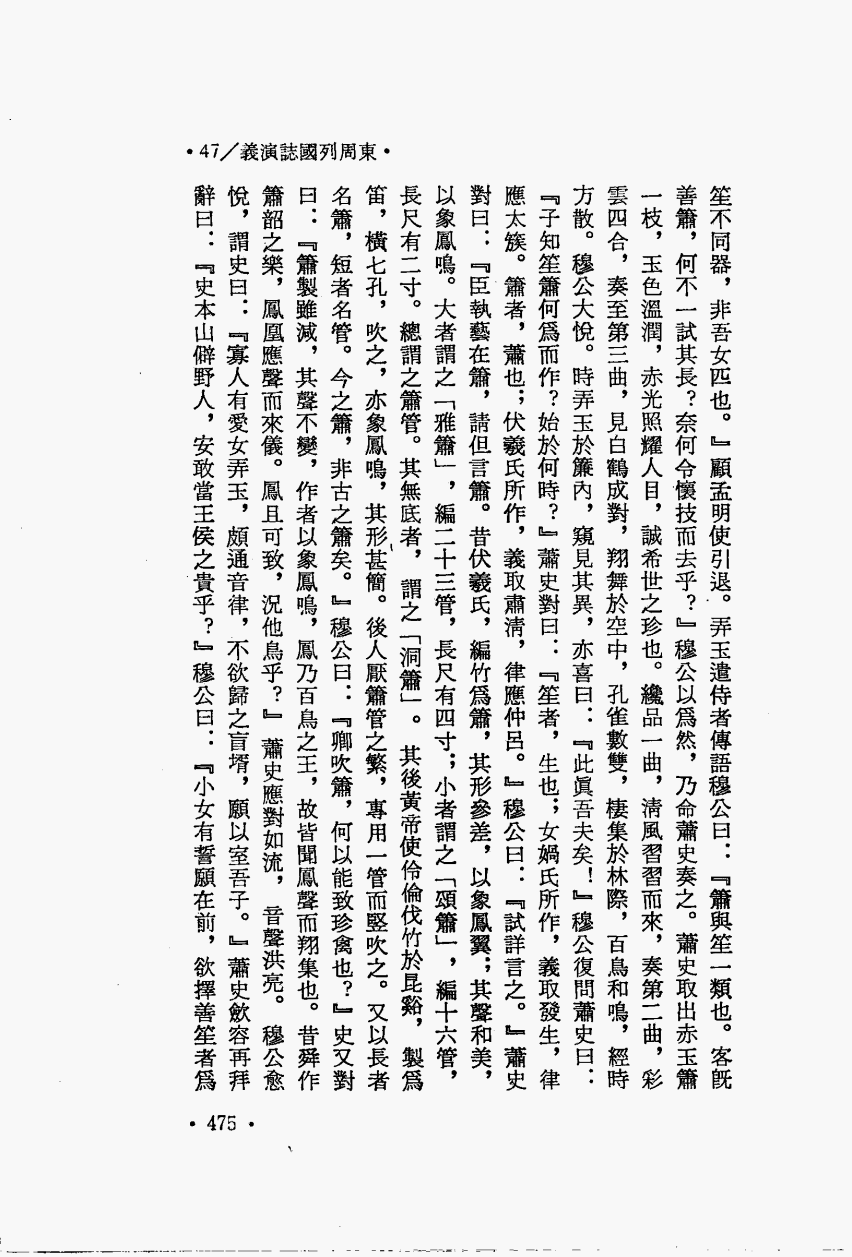 •47/義演誌國列周東•
笙不同器，非吾女匹也。』顧孟明使引退。弄玉遣侍者傳語穆公曰：『簫與笙一類也。客旣
善簫，何不一試其長？奈何令懷技而去乎？』穆公以爲然，乃命蕭史奏之。蕭史取出赤玉簫
一枝，玉色溫潤，赤光照耀人目，誠希世之珍也。纔品一曲，淸風習習而來，奏第二曲，彩
雲四合，奏至第三曲，見白鶴成對，翔舞於空中，孔雀數雙，棲集於林際，百鳥和鳴，經時
方散。穆公大悅。時弄玉於簾內，窺見其異，亦喜曰：『此眞吾夫矣！』穆公復問蕭史曰：
『子知笙簫何爲而作？始於何時？』蕭史對曰：『笙者，生也；女媧氏所作，義取發生，律
應太簇。簫者，肅也；伏羲氏所作，義取肅淸，律應仲呂。』穆公曰：『試詳言之。』蕭史
對曰：『臣執藝在簫，請但言簫。昔伏羲氏，編竹爲簫，其形參差，以象鳳翼；其聲和美，
以象鳳鳴。大者謂之「雅簫」，編二十三管，長尺有四寸；小者謂之「頌簫」，編十六管，
長尺有二寸。總謂之簫管。其無底者，謂之「洞簫」。其後黃帝使伶倫伐竹於昆谿，製爲
笛，橫七孔，吹之，亦象鳳鳴，其形甚簡。後人厭簫管之繁，專用一管而竪吹之。又以長者
名簫，短者名管。今之簫，非古之簫矣。』穆公曰：『卿吹簫，何以能致珍禽也？』史又對
曰：『簫製雖減，其聲不變，作者以象鳳鳴，鳳乃百鳥之王，故皆聞鳳聲而翔集也。昔舜作
簫韶之樂，鳳凰應聲而來儀。鳳且可致，況他鳥乎？』蕭史應對如流，音聲洪亮。穆公愈
悅，謂史曰：『寡人有愛女弄玉，頗通音律，不欲歸之盲壻，願以室吾子。』蕭史斂容再拜
辭曰：『史本山僻野人，安敢當王侯之貴乎？』穆公曰：『小女有誓願在前，欲擇善笙者爲
•475•